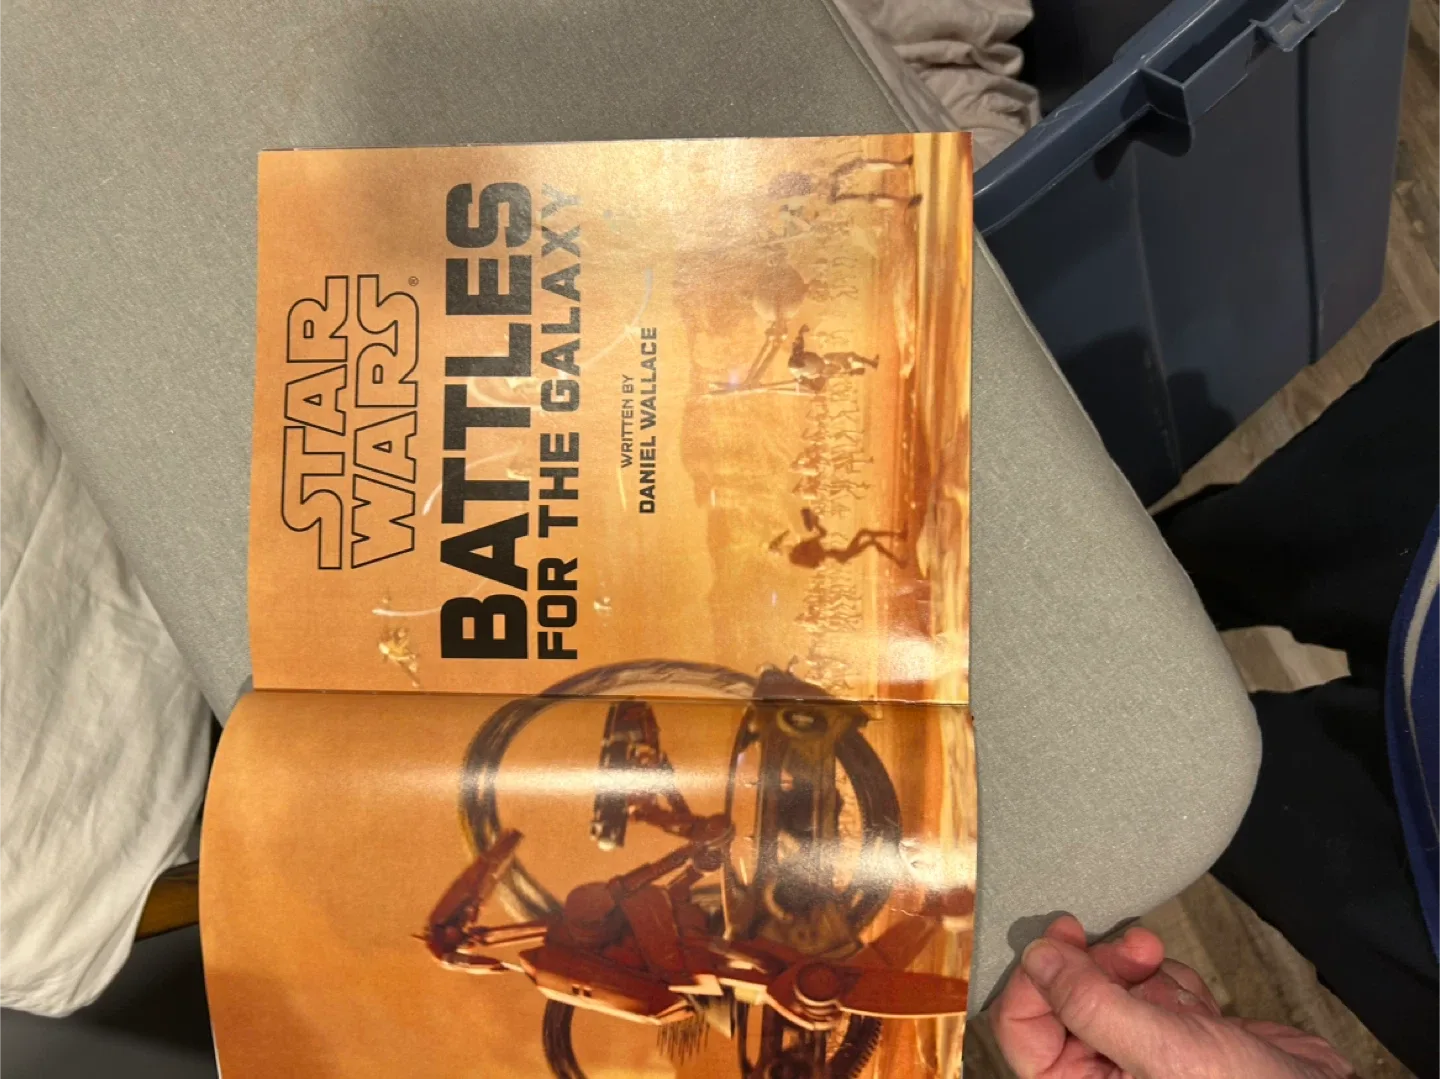 STAR
WARS®
BATTLES
FOR THE GALAXY
WRITTEN BY
DANIEL WALLACE